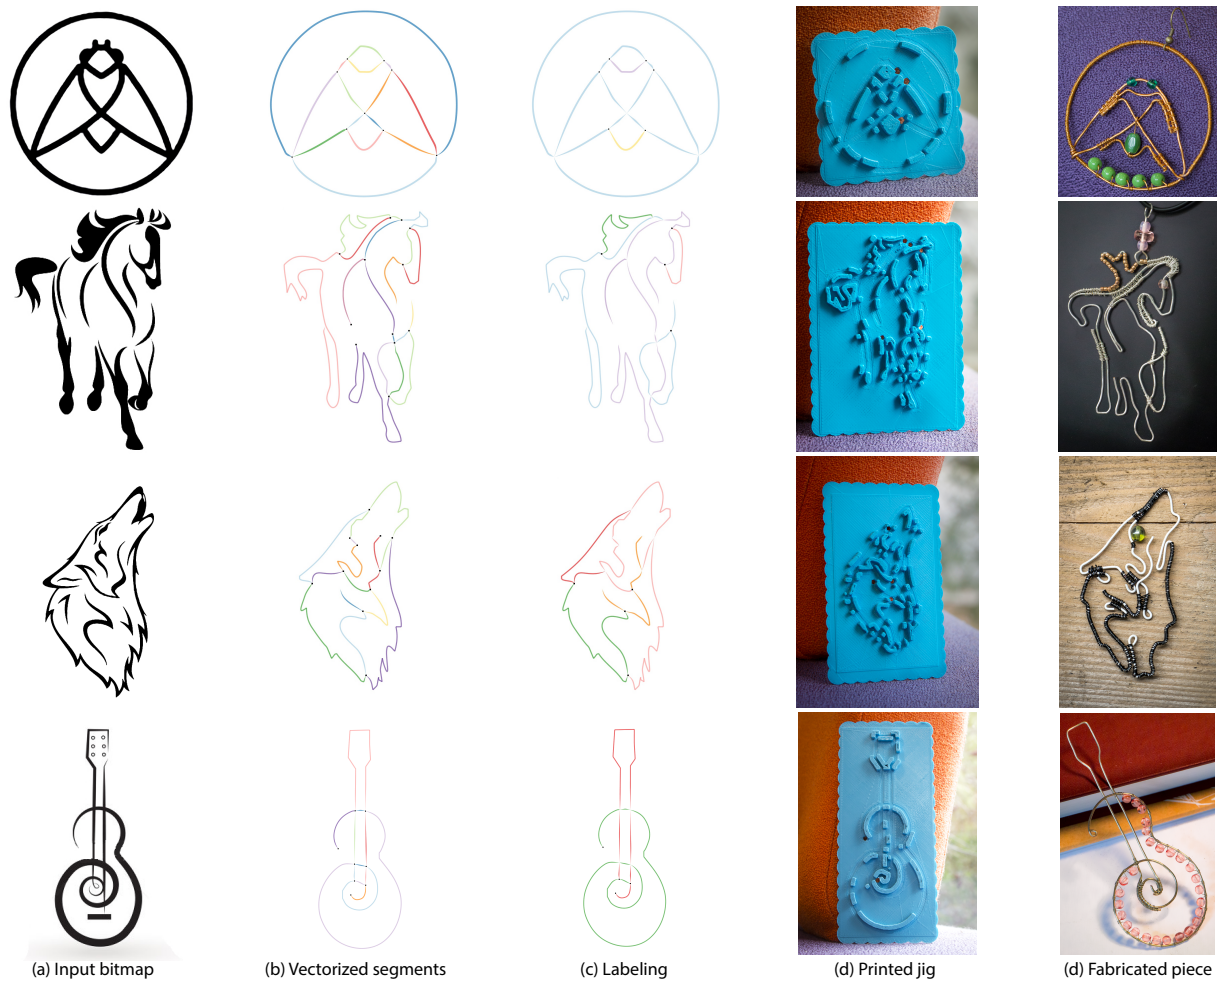 (a) Input bitmap
(b) Vectorized segments
(c) Labeling
(d) Printed jig
(d) Fabricated piece